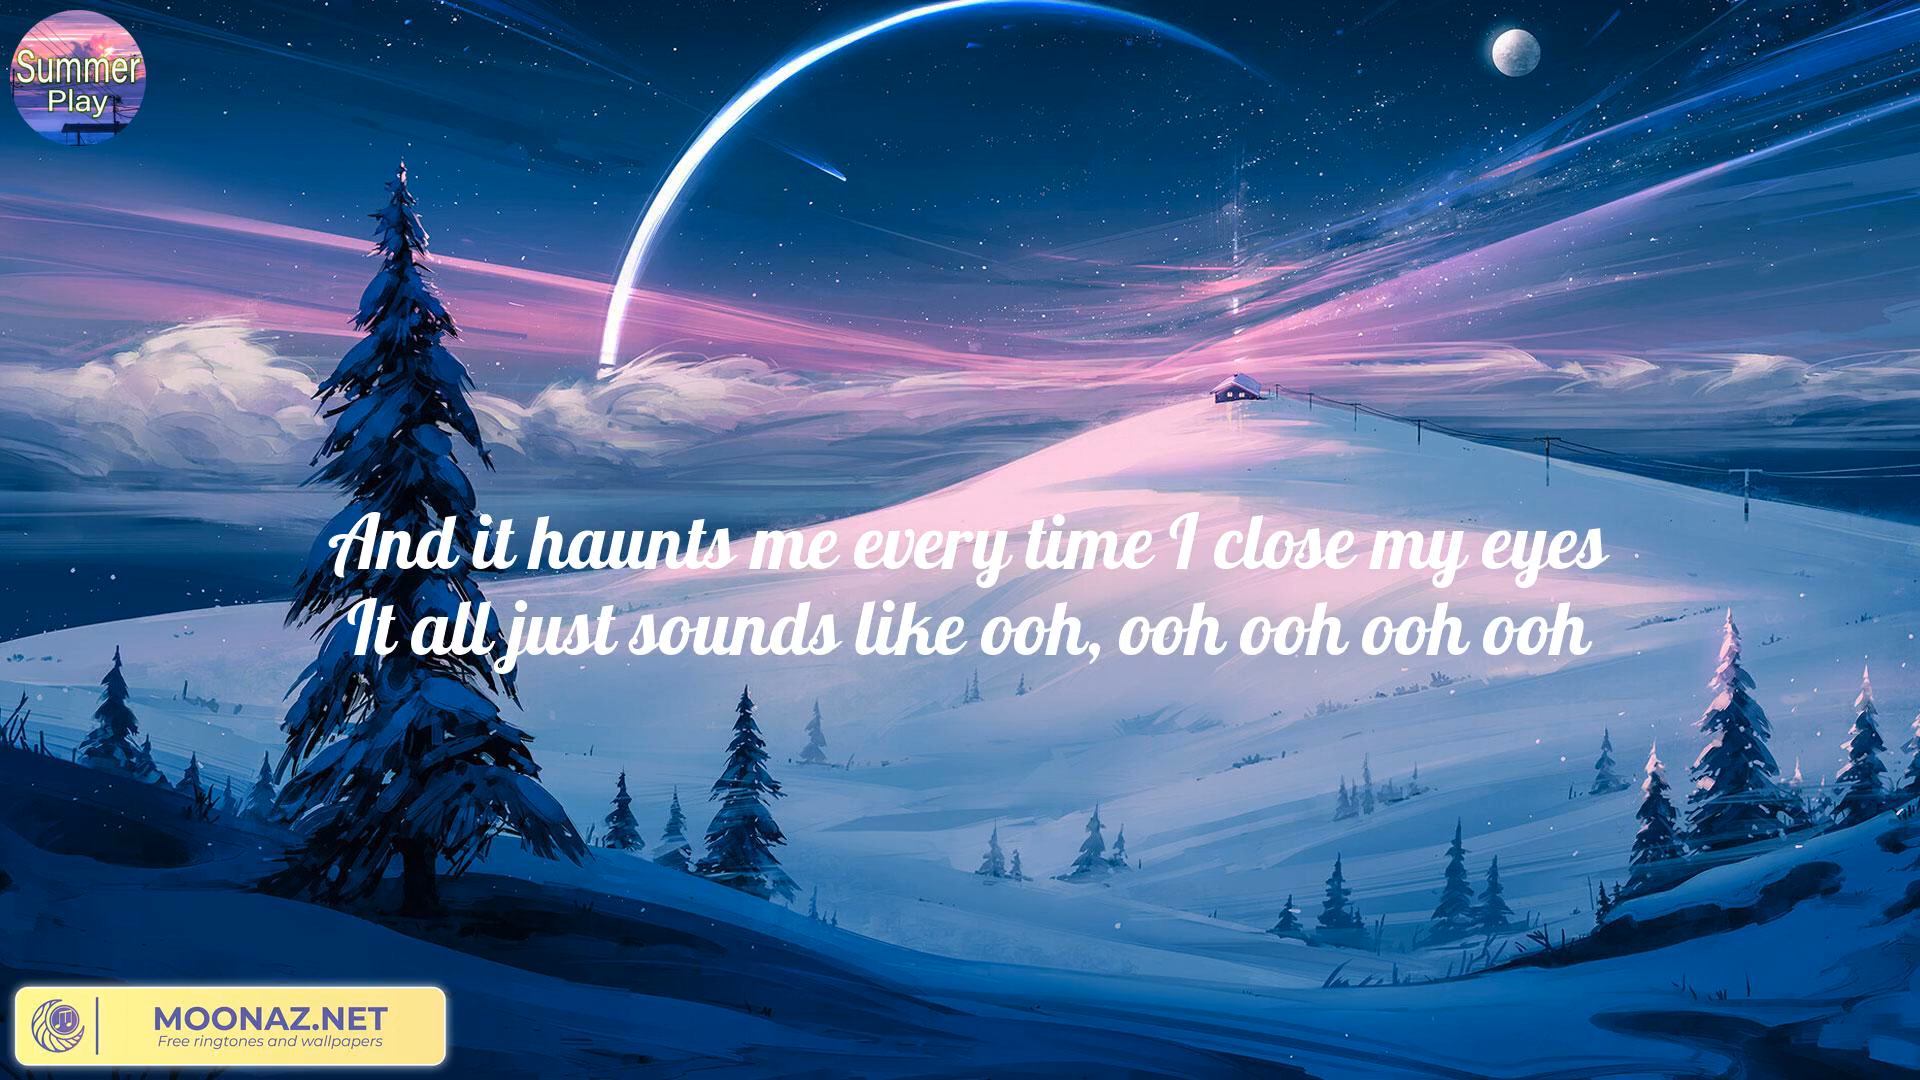 Summer
Play
And it haunts me every time I close my eyes
It all just sounds like ooh, ooh ooh ooh ooh
MOONAZ.NET
Free ringtones and wallpapers